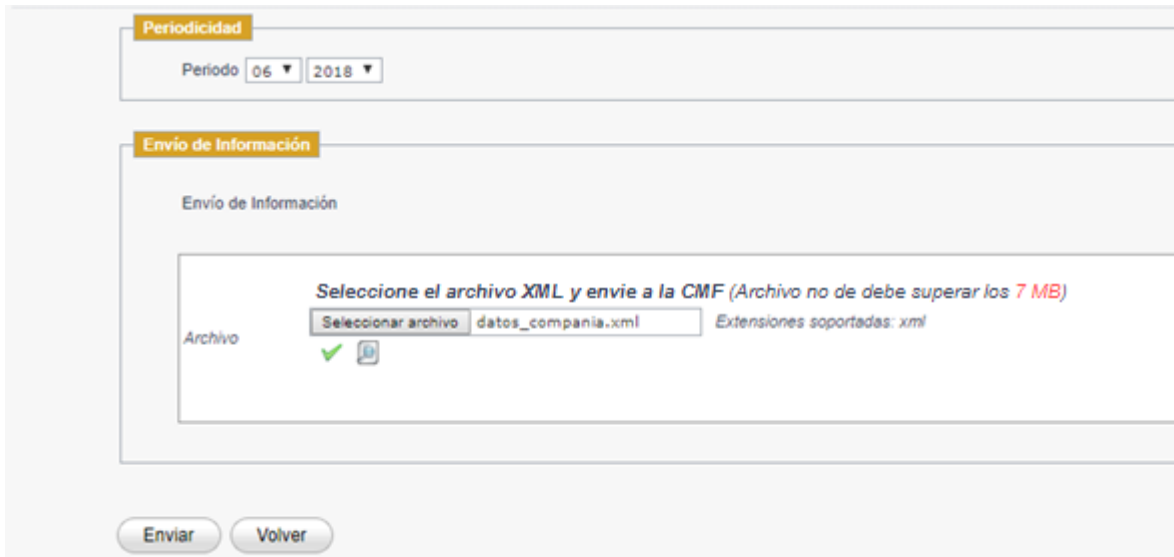 Periodicidad
Periodo 06 2018
Envío de Información
Envío de Información
Seleccione el archivo XML y envie a la CMF (Archivo no de debe superar los 7 MB)
Archivo
Seleccionar archivo datos_compania.xml Extensiones soportadas: xml
Enviar Volver